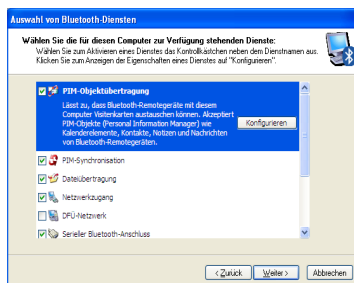 Auswahl von Bluetooth-Diensten
Wählen Sie die für diesen Computer zur Verfügung stehenden Dienste:
Wählen Sie zum Aktivieren eines Dienstes das Kontrollkästchen neben dem Dienstnamen aus.
Klicken Sie zum Anzeigen der Eigenschaften eines Dienstes auf "Konfigurieren".
PIM-Objektübertragung
Lässt zu, dass Bluetooth-Remotegeräte mit diesem
Computer Visitenkarten austauschen können. Akzeptiert
PIM-Objekte (Personal Information Manager) wie
Kalenderelemente, Kontakte, Notizen und Nachrichten
von Bluetooth-Remotegeräten.
Konfigurieren
PIM-Synchronisation
Dateiübertragung
Netzwerkzugang
DFÜ-Netzwerk
Serieller Bluetooth-Anschluss
< Zurück
Weiter >
Abbrechen